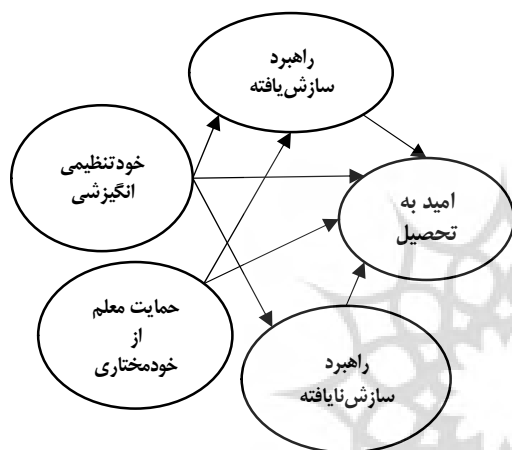 راهبرد
سازش‌یافته
خودتنظیمی
انگیزشی
امید به
تحصیل
حمایت معلم
از
خودمختاری
راهبرد
سازش‌نایافته